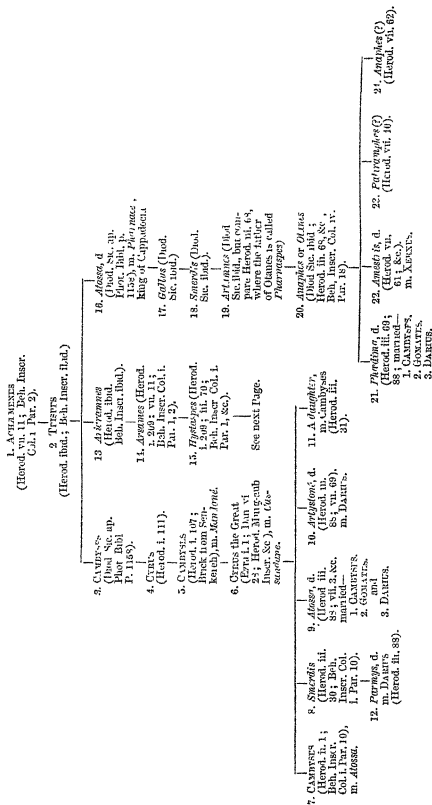 1. ACHÆMENES
(Herod. vii. 11; Beh. Inscr.
Col. i Par. 2).
2 TEISPES
(Herod. ibid.; Beh. Inscr. ibid.)
3. CAMBYSES
(Diod Sic. ap.
Phot Bibl
P. 1158).
4. CYRUS
(Herod. i. 111).
5 CAMBYSES
(Herod. i. 107;
Brick from Sen-
kereh), m. Mandané.
6. CYRUS the Great
(Ezra i. 1; Dan vi
28; Herod. Murg-aub
Inscr. &c), m. Cas-
sandane.
13 Ariaramnes
(Herod ibid.
Beh. Inscr ibid.).
14. Arsames (Herod.
i. 209; vii. 11;
Beh. Inscr Col. i.
Par. 1, 2).
15. Hystaspes (Herod.
i. 209; iii. 70;
Beh. Inscr Col. i.
Par. 1, &c.).
See next Page.
16. Atossa, d
(Diod. Sic. ap.
Phot. Bibl. p.
1158), m. Pharnace,
king of Cappadocia
17. Gallus (Diod.
Sic. ibid.)
18. Smerdis (Diod.
Sic. ibid.).
19. Artamnes (Diod
Sic. ibid., but com-
pare Herod. iii. 68,
where the father
of Otanes is called
Pharnaspes)
20. Anaphes or Otanes
(Diod Sic. ibid;
Herod. iii. 68, &c,
Beh, Inscr Col. iv.
Par. 18).
7. CAMBYSES
(Herod. ii. 1;
Beh. Inscr.
Col. i. Par. 10),
m. Atossa.
8. Smerdis
(Herod. iii.
30; Beh.
Inscr. Col.
i. Par. 10).
12. Parmys, d.
m. DARIUS
(Herod. iii. 88).
9. Atossa, d.
(Herod iii.
88; vii. 3, &c.
married—
1. CAMBYSES.
2. GOMATES.
and
3. DARIUS.
10. Artystoné, d.
(Herod. iii.
88; vii. 69).
m. DARIUS.
11. A daughter,
m. Cambyses
(Herod. iii,
31).
21. Phædima, d.
(Herod. iii. 69;
88; married—
1. CAMBYSES,
2. GOMATES,
3. DARIUS.
22. Amestris, d.
(Herod. vii.
61; &c.).
m. XERXES.
22. Patiramphes (?)
(Herod. vii. 40).
24. Anaphes (?)
(Herod. vii. 62).